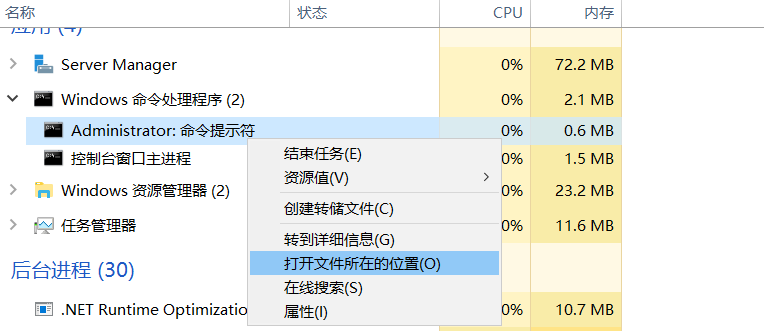 名称 状态 CPU 内存
应用 (4)
Server Manager 0% 72.2 MB
Windows 命令处理程序 (2) 0% 2.1 MB
Administrator: 命令提示符 0% 0.6 MB
控制台窗口主进程 0% 1.5 MB
Windows 资源管理器 (2) 23.2 MB
任务管理器 11.6 MB
后台进程 (30)
.NET Runtime Optimizatio 0% 10.7 MB
结束任务(E)
资源值(V)
创建转储文件(C)
转到详细信息(G)
打开文件所在的位置(O)
在线搜索(S)
属性(I)